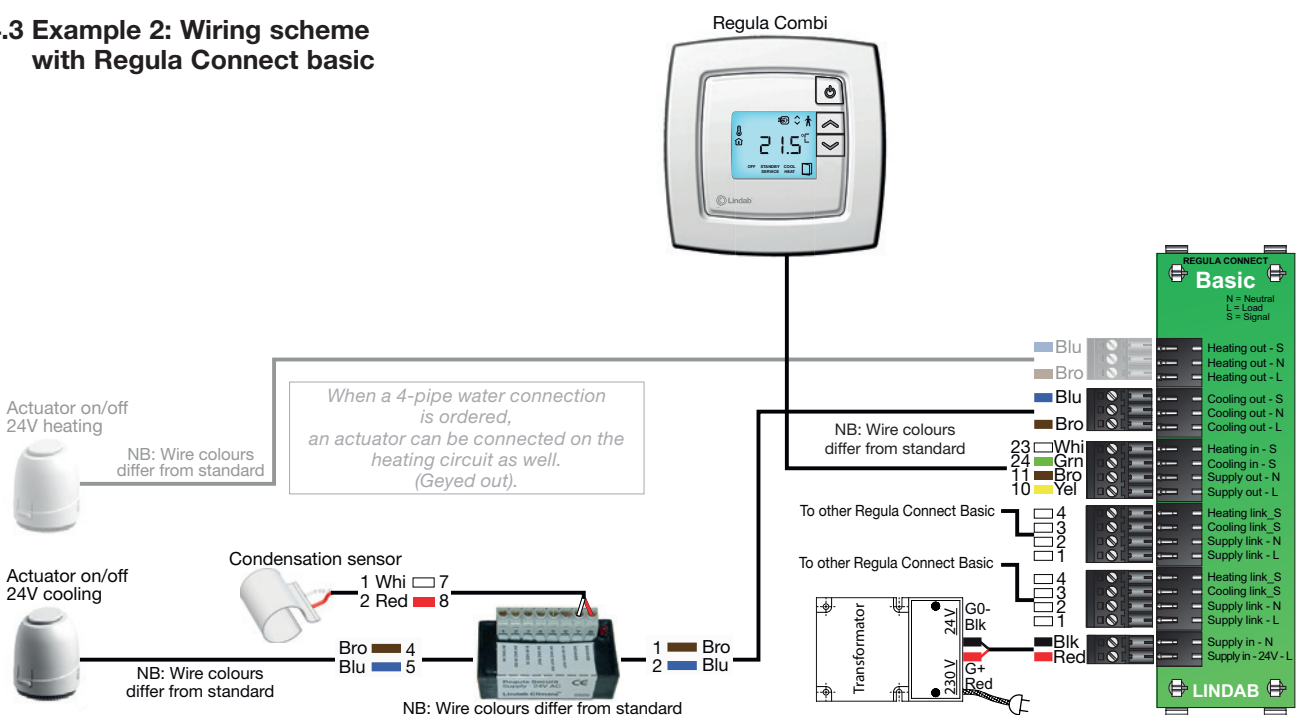 .3 Example 2: Wiring scheme
with Regula Connect basic
Regula Combi
21.5°C
OFF STANDBY COOL
SERVICE HEAT
Lindab
REGULA CONNECT
Basic
N = Neutral
L = Load
S = Signal
Blu
Bro
Heating out - S
Heating out - N
Heating out - L
Blu
Bro
Cooling out - S
Cooling out - N
Cooling out - L
NB: Wire colours
differ from standard
23 Whi
24 Grn
11 Bro
10 Yel
Heating in - S
Cooling in - S
Supply out - N
Supply out - L
To other Regula Connect Basic
4
3
2
1
Heating link_S
Cooling link_S
Supply link - N
Supply link - L
To other Regula Connect Basic
4
3
2
1
Heating link_S
Cooling link_S
Supply link - N
Supply link - L
Transformator
24 V
230 V
G0-
Blk
G+
Red
Blk
Red
Supply in - N
Supply in - 24V - L
LINDAB
When a 4-pipe water connection
is ordered,
an actuator can be connected on the
heating circuit as well.
(Geyed out).
Actuator on/off
24V heating
NB: Wire colours
differ from standard
Condensation sensor
1 Whi 7
2 Red 8
Actuator on/off
24V cooling
Bro 4
Blu 5
NB: Wire colours
differ from standard
Regula Secura
Supply - 24V AC
Lindab Climate
CE
1 Bro
2 Blu
NB: Wire colours differ from standard